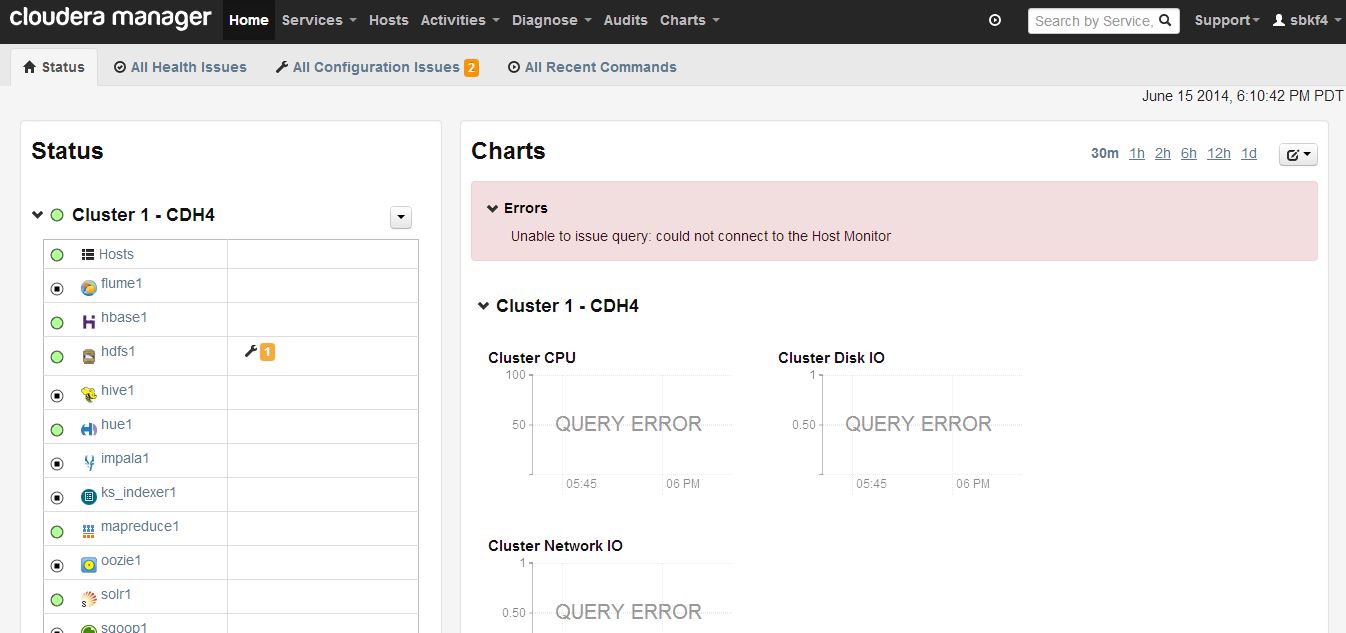 cloudera manager Home Services Hosts Activities Diagnose Audits Charts Search by Service, Support sbkf4
Status All Health Issues All Configuration Issues 2 All Recent Commands
June 15 2014, 6:10:42 PM PDT
Status
Cluster 1 - CDH4
Hosts
flume1
hbase1
hdfs1 1
hive1
hue1
impala1
ks_indexer1
mapreduce1
oozie1
solr1
sqoop1
Charts
30m 1h 2h 6h 12h 1d
Errors
Unable to issue query: could not connect to the Host Monitor
Cluster 1 - CDH4
Cluster CPU
100
50
QUERY ERROR
05:45 06 PM
Cluster Disk IO
1
0.50
QUERY ERROR
05:45 06 PM
Cluster Network IO
1
0.50
QUERY ERROR